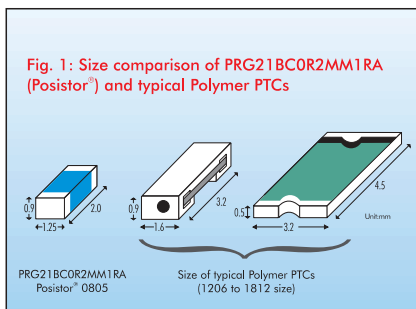 Fig. 1: Size comparison of PRG21BC0R2MM1RA
(Posistor®) and typical Polymer PTCs
0.9
1.25
2.0
0.9
1.6
3.2
0.5
3.2
4.5
Unit:mm
PRG21BC0R2MM1RA
Posistor® 0805
Size of typical Polymer PTCs
(1206 to 1812 size)